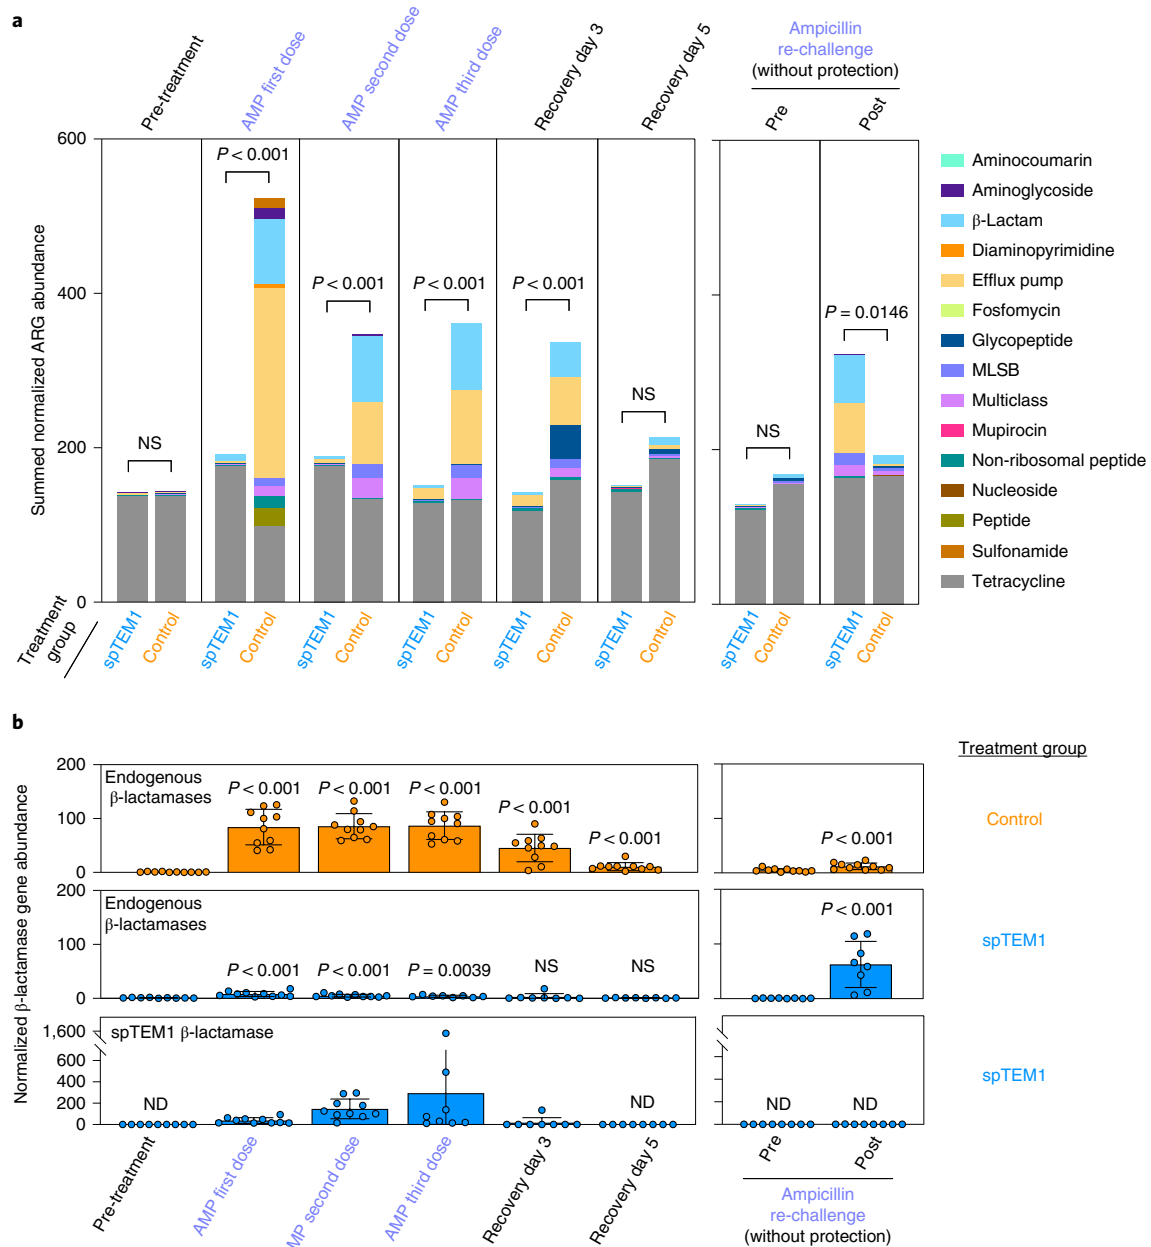 a
Pre-treatment
AMP first dose
AMP second dose
AMP third dose
Recovery day 3
Recovery day 5
Ampicillin
re-challenge
(without protection)
Pre
Post
Summed normalized ARG abundance
600
400
200
0
NS
P < 0.001
P < 0.001
P < 0.001
P < 0.001
NS
NS
P = 0.0146
Aminocoumarin
Aminoglycoside
β-Lactam
Diaminopyrimidine
Efflux pump
Fosfomycin
Glycopeptide
MLSB
Multiclass
Mupirocin
Non-ribosomal peptide
Nucleoside
Peptide
Sulfonamide
Tetracycline
Treatment
group
spTEM1
Control
spTEM1
Control
spTEM1
Control
spTEM1
Control
spTEM1
Control
spTEM1
Control
spTEM1
Control
spTEM1
Control
b
Normalized β-lactamase gene abundance
Treatment group
200
100
0
Endogenous
β-lactamases
P < 0.001
P < 0.001
P < 0.001
P < 0.001
P < 0.001
P < 0.001
Control
200
100
0
Endogenous
β-lactamases
P < 0.001
P < 0.001
P = 0.0039
NS
NS
P < 0.001
spTEM1
1,600
600
400
200
0
spTEM1 β-lactamase
ND
ND
ND
ND
spTEM1
Pre-treatment
AMP first dose
MP second dose
AMP third dose
Recovery day 3
Recovery day 5
Pre
Post
Ampicillin
re-challenge
(without protection)